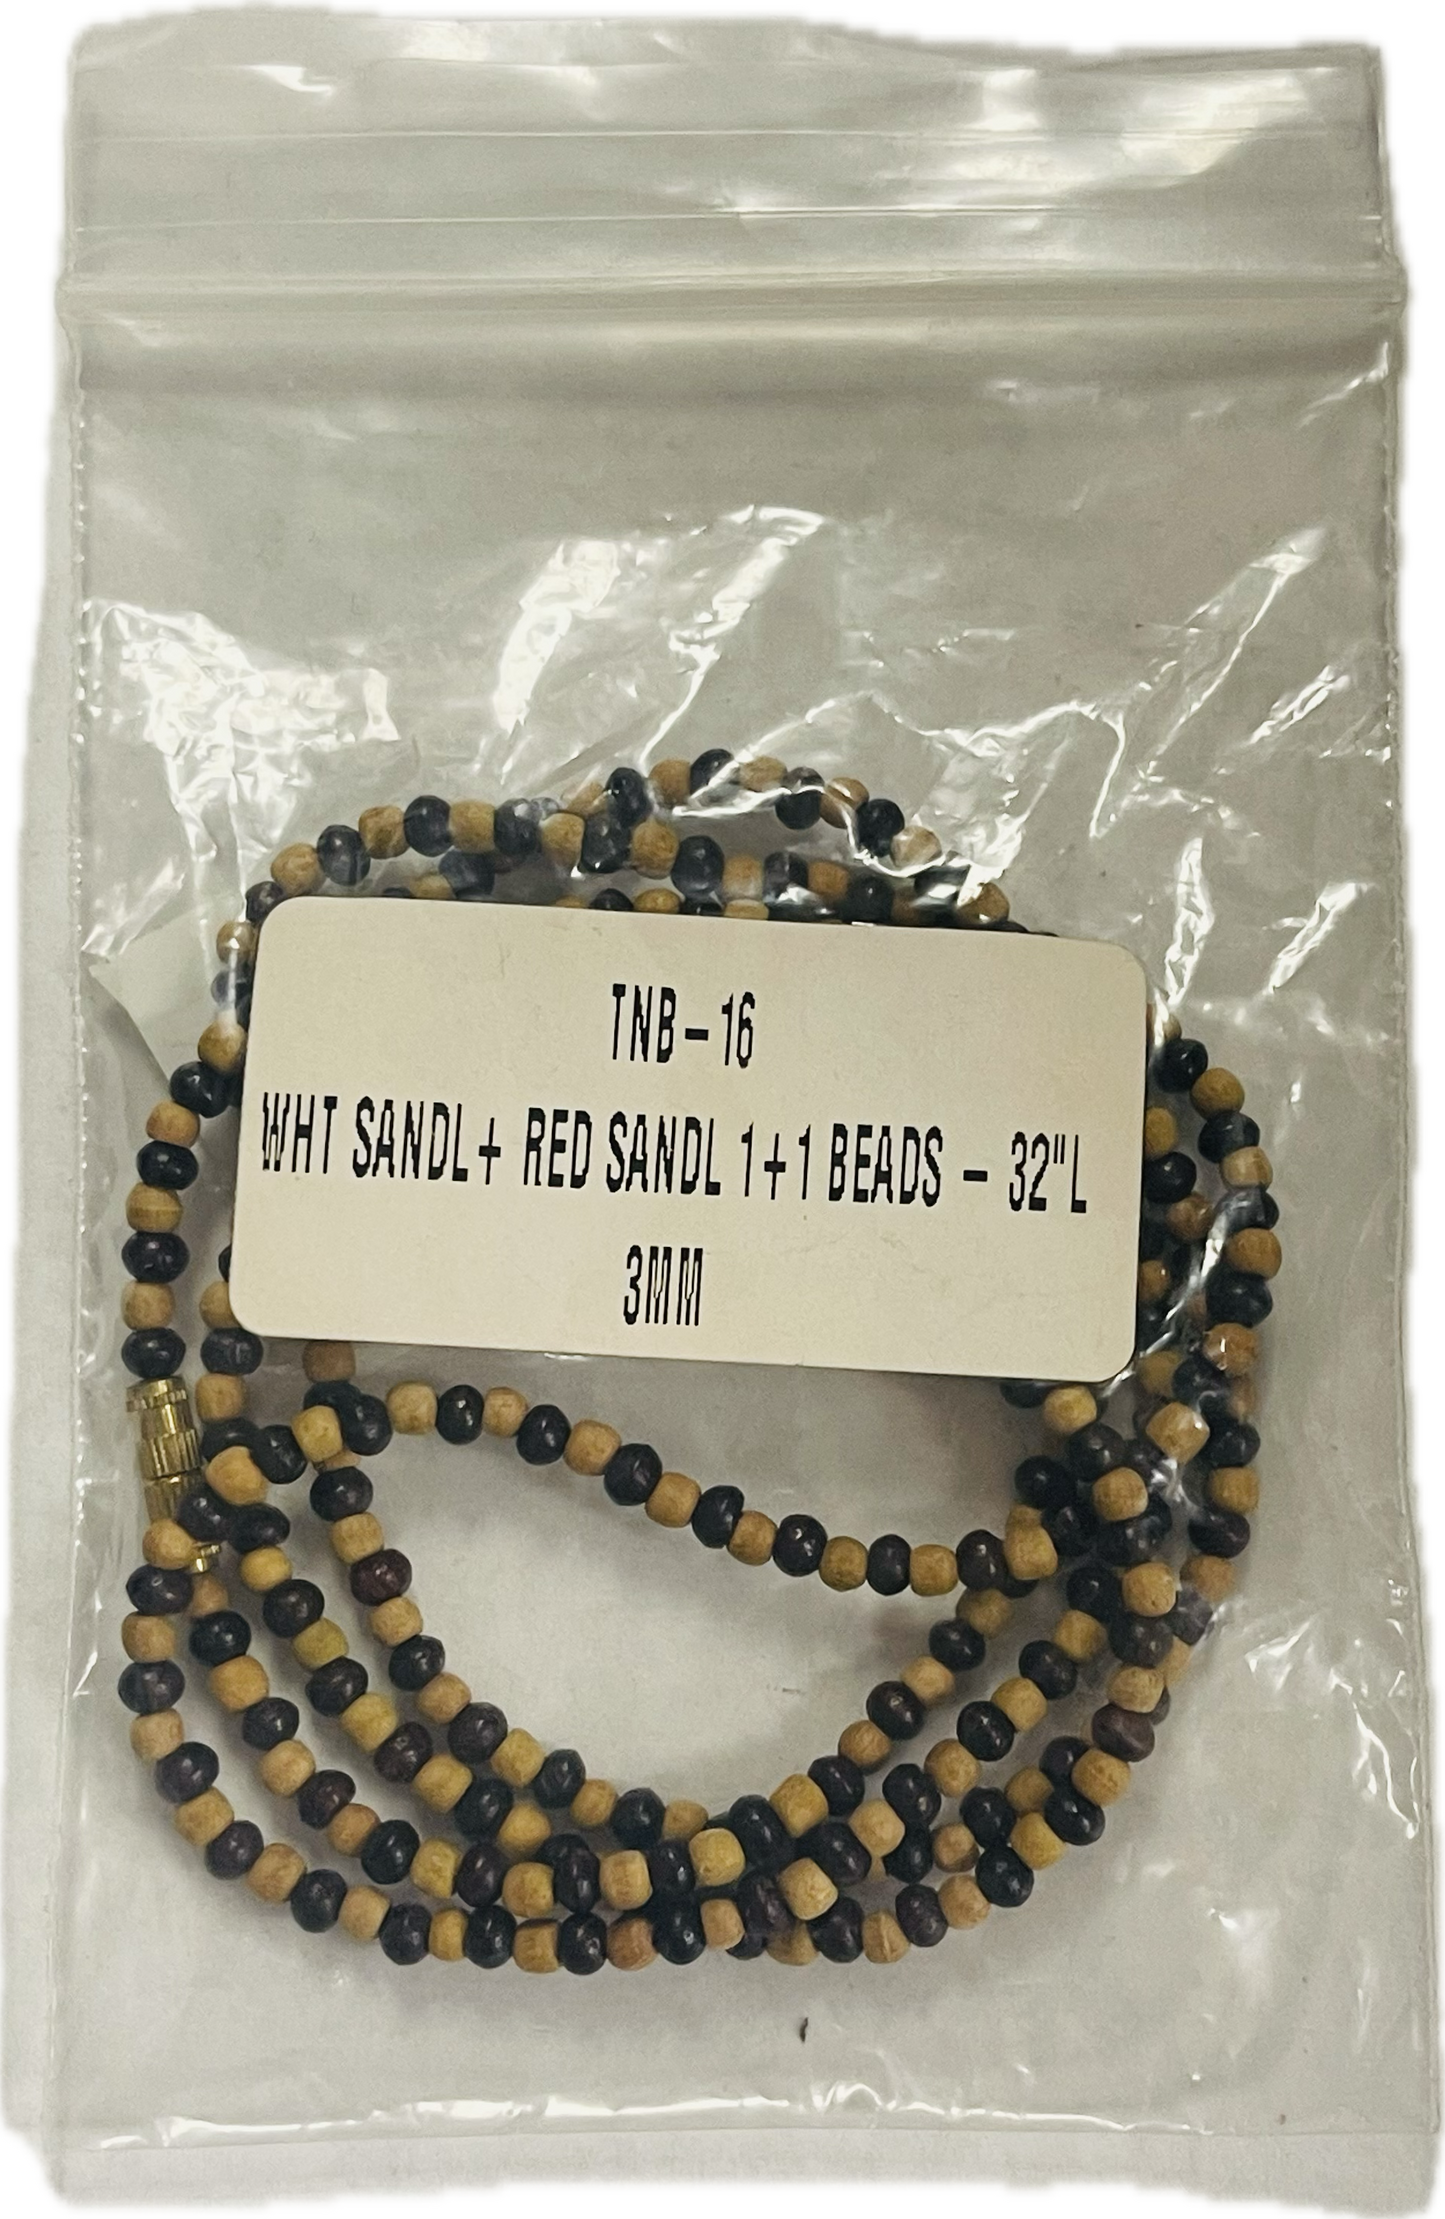 TNB-16
WHT SANDL+ RED SANDL 1+1 BEADS - 32"L
3MM